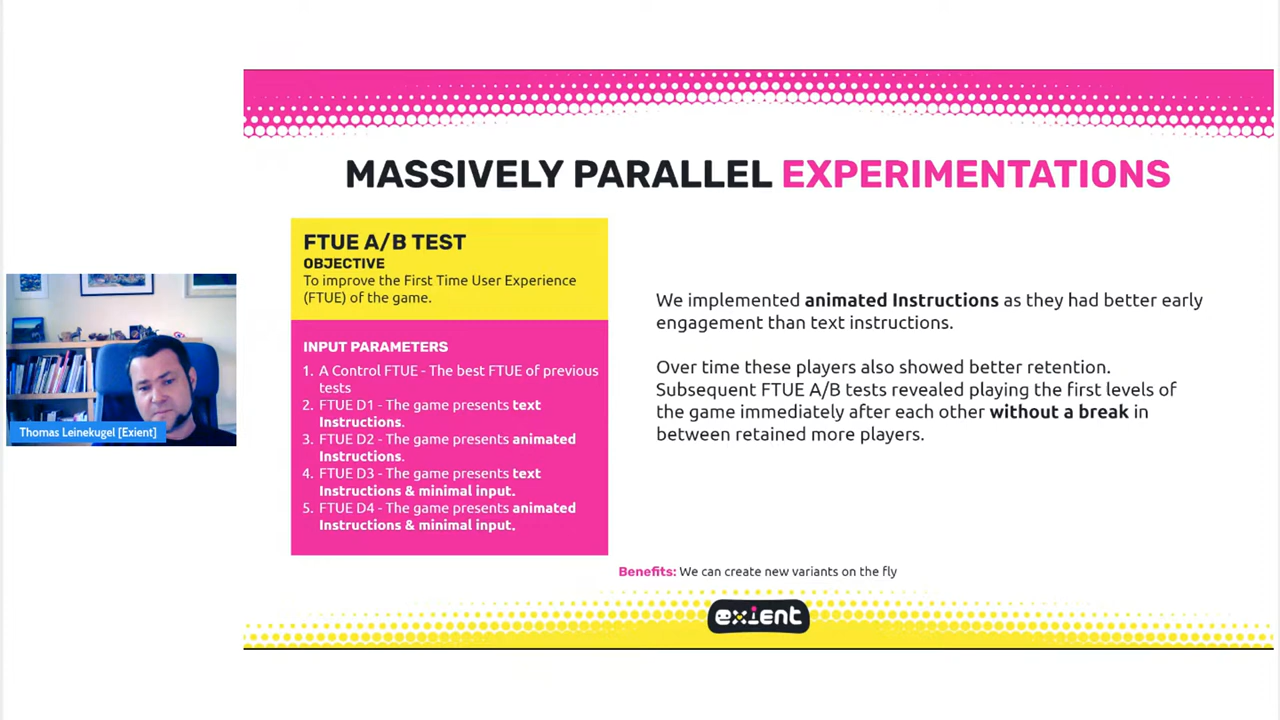 MASSIVELY PARALLEL EXPERIMENTATIONS
FTUE A/B TEST
OBJECTIVE
To improve the First Time User Experience
(FTUE) of the game.
INPUT PARAMETERS
1. A Control FTUE - The best FTUE of previous
tests
2. FTUE D1 - The game presents text
Instructions.
3. FTUE D2 - The game presents animated
Instructions.
4. FTUE D3 - The game presents text
Instructions & minimal input.
5. FTUE D4 - The game presents animated
Instructions & minimal input.
We implemented animated Instructions as they had better early
engagement than text instructions.
Over time these players also showed better retention.
Subsequent FTUE A/B tests revealed playing the first levels of
the game immediately after each other without a break in
between retained more players.
Thomas Leinekugel [Exient]
Benefits: We can create new variants on the fly
exient